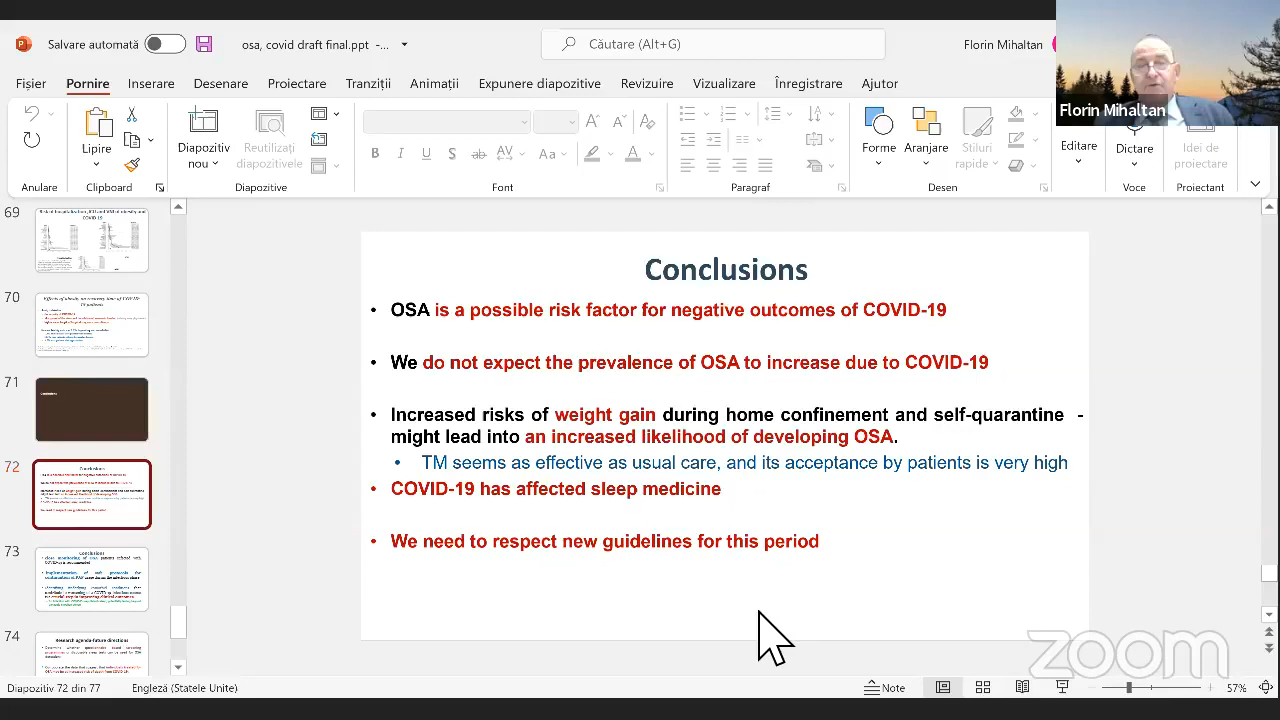 Salvare automată
osa, covid draft final.ppt -...
Căutare (Alt+G)
Florin Mihaltan
Fișier Pornire Inserare Desenare Proiectare Tranziții Animații Expunere diapozitive Revizuire Vizualizare Înregistrare Ajutor
Florin Mihaltan
Lipire
Diapozitiv nou
Reutilizați diapozitivele
Forme
Aranjare
Stiluri rapide
Editare
Dictare
Idei de proiectare
Anulare Clipboard Diapozitive Font Paragraf Desen Voce Proiectant
69
70
71
Conclusions
72
73
Conclusions
74
Research agenda-future directions
Conclusions
• OSA is a possible risk factor for negative outcomes of COVID-19
• We do not expect the prevalence of OSA to increase due to COVID-19
• Increased risks of weight gain during home confinement and self-quarantine -
might lead into an increased likelihood of developing OSA.
• TM seems as effective as usual care, and its acceptance by patients is very high
• COVID-19 has affected sleep medicine
• We need to respect new guidelines for this period
zoom
Diapozitiv 72 din 77
Engleză (Statele Unite)
Note
57%